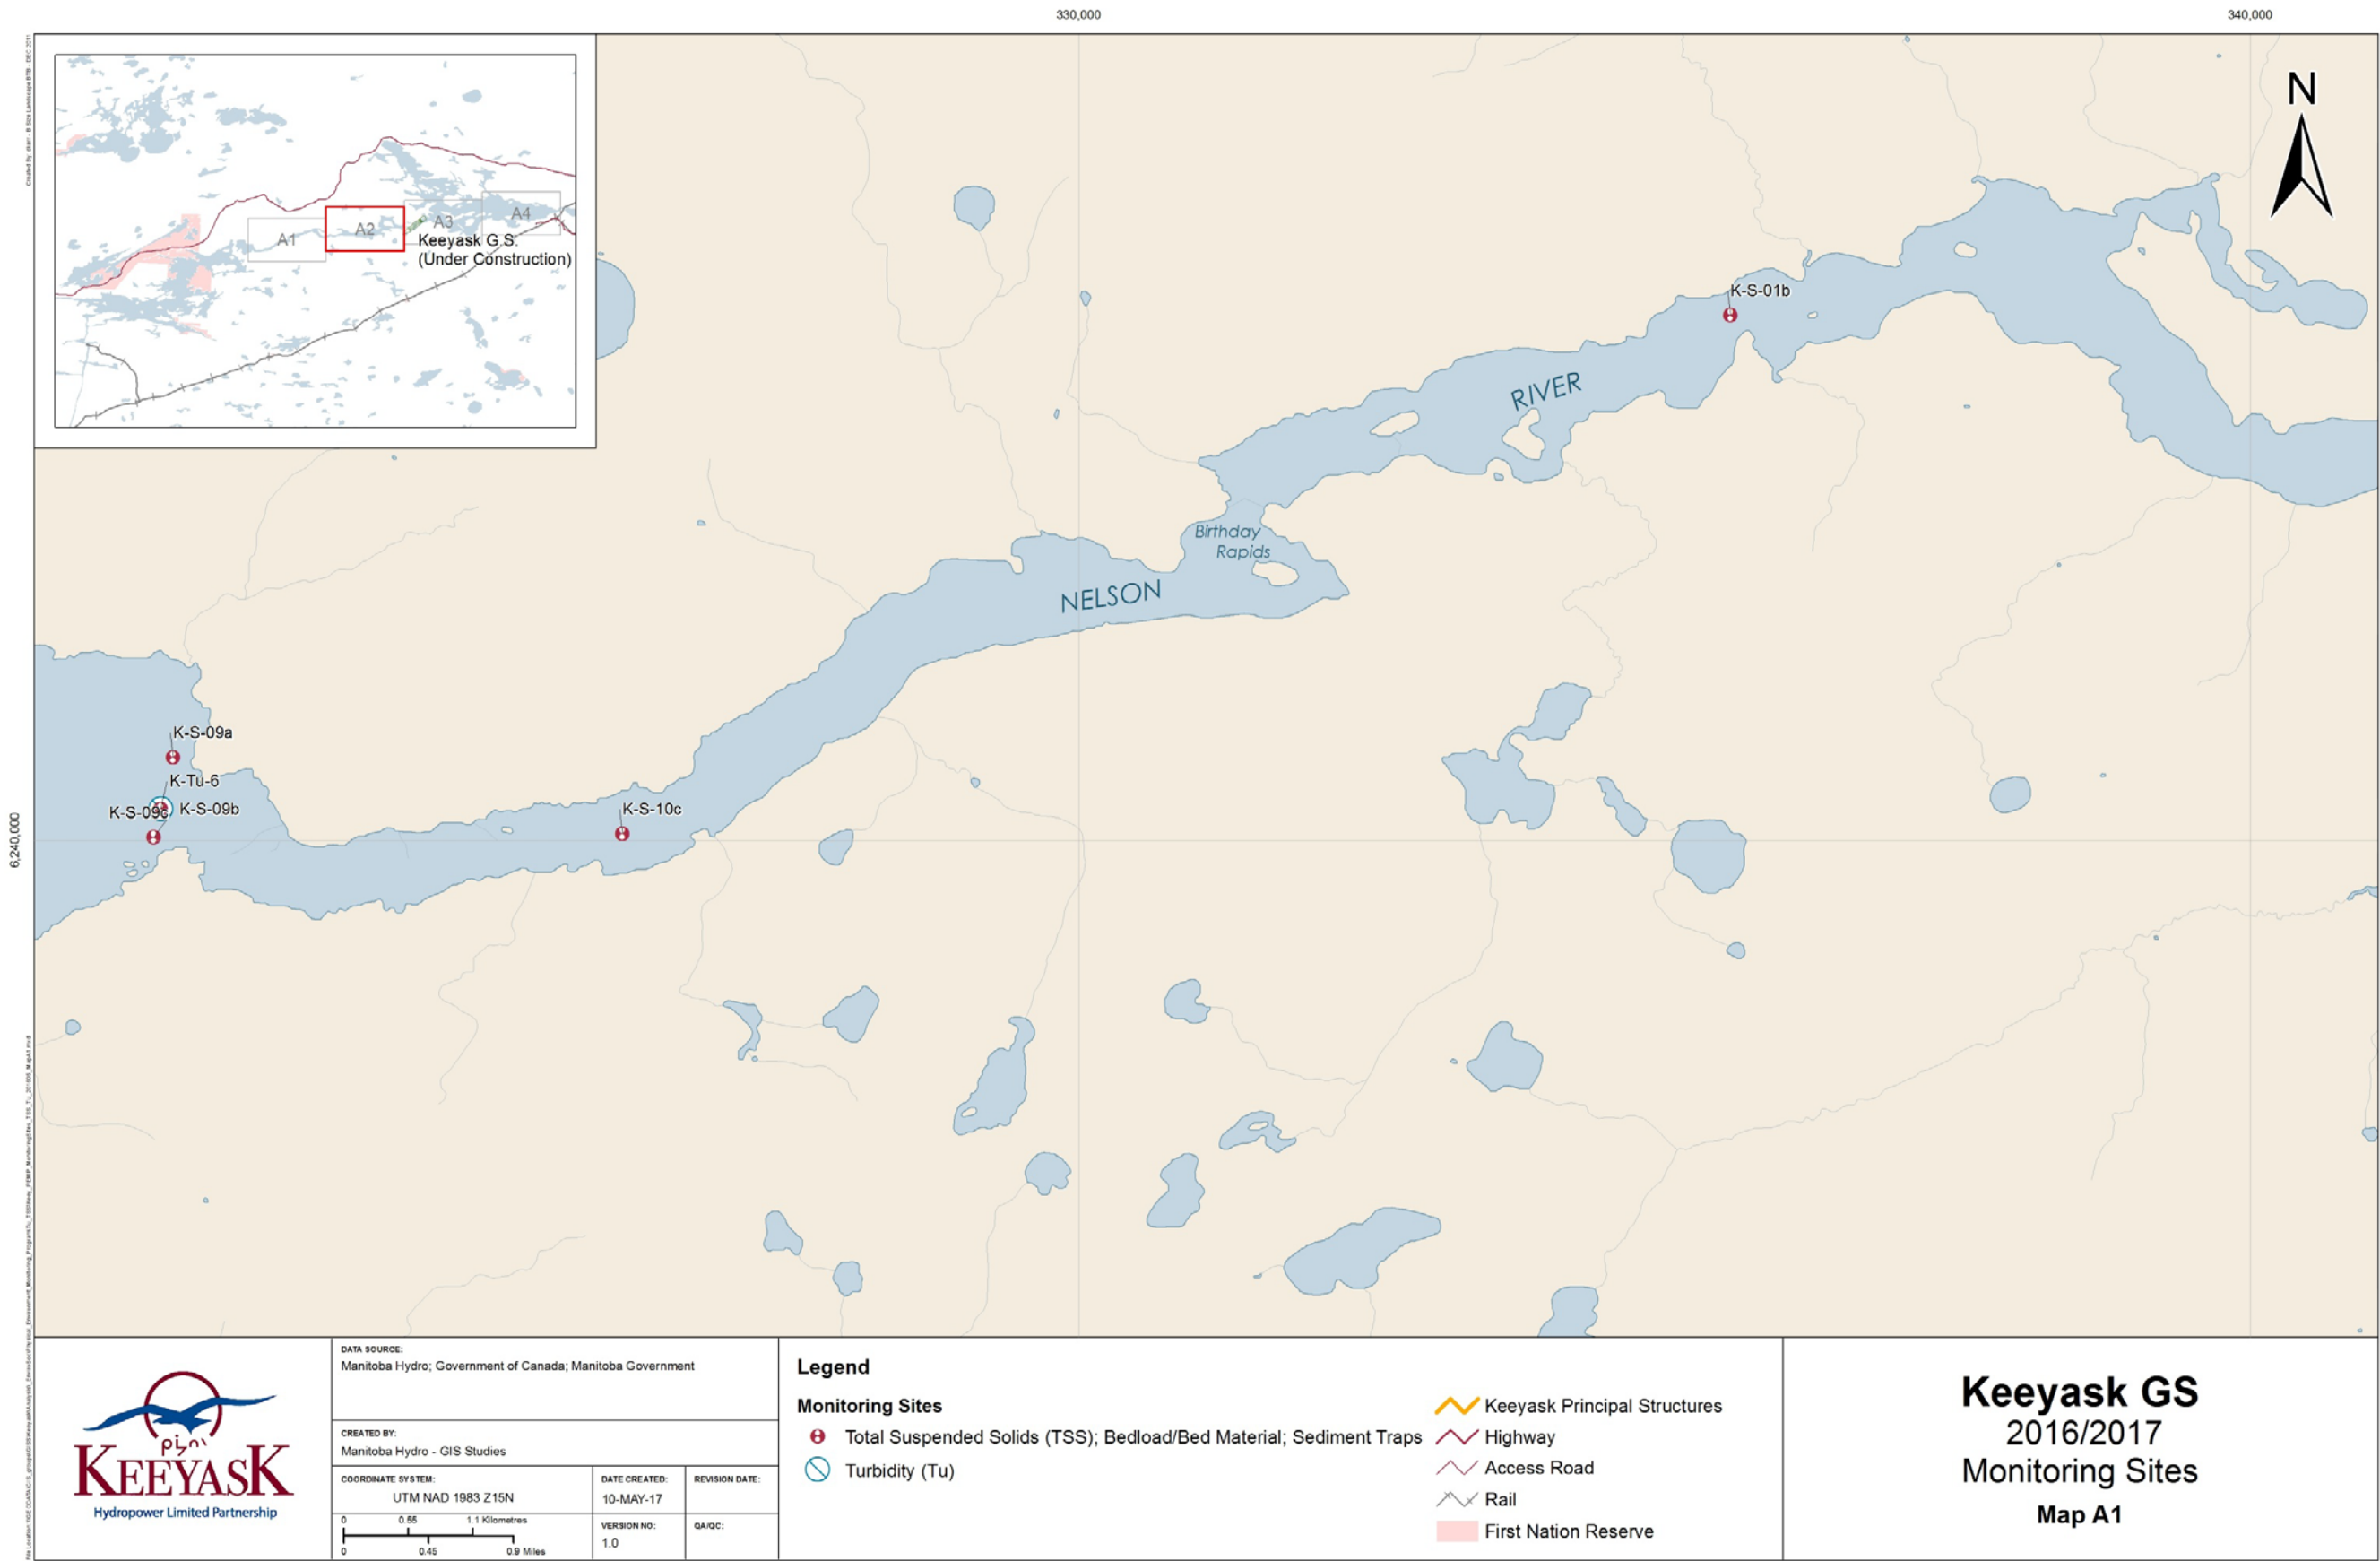 330,000
340,000
N
A1
A2
A3
A4
Keeyask G.S.
(Under Construction)
K-S-01b
RIVER
Birthday
Rapids
NELSON
K-S-09a
K-Tu-6
K-S-09c
K-S-09b
K-S-10c
6,240,000
ᑭᔮᐢᐠ
KEEYASK
Hydropower Limited Partnership
DATA SOURCE:
Manitoba Hydro; Government of Canada; Manitoba Government
CREATED BY:
Manitoba Hydro - GIS Studies
COORDINATE SYSTEM:
UTM NAD 1983 Z15N
DATE CREATED:
10-MAY-17
REVISION DATE:
VERSION NO:
1.0
QA/QC:
0 0.55 1.1 Kilometres
0 0.45 0.9 Miles
Legend
Monitoring Sites
Total Suspended Solids (TSS); Bedload/Bed Material; Sediment Traps
Turbidity (Tu)
Keeyask Principal Structures
Highway
Access Road
Rail
First Nation Reserve
Keeyask GS
2016/2017
Monitoring Sites
Map A1